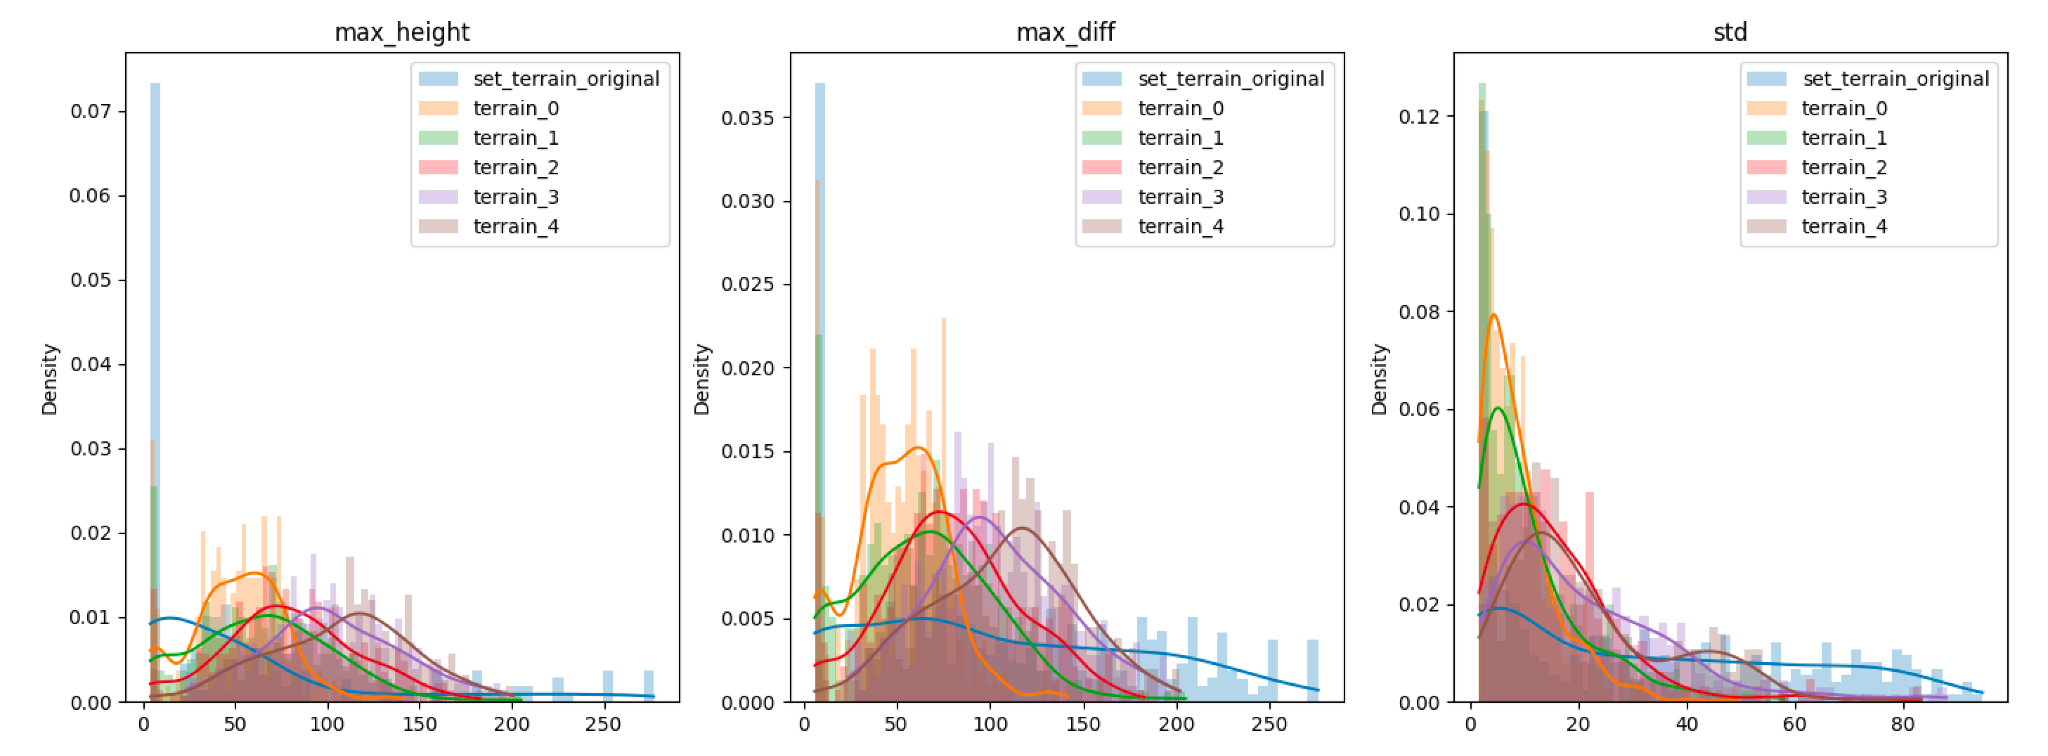 max_height
max_diff
std
set_terrain_original
terrain_0
terrain_1
terrain_2
terrain_3
terrain_4
set_terrain_original
terrain_0
terrain_1
terrain_2
terrain_3
terrain_4
set_terrain_original
terrain_0
terrain_1
terrain_2
terrain_3
terrain_4
Density
0.07
0.06
0.05
0.04
0.03
0.02
0.01
0.00
0 50 100 150 200 250
Density
0.035
0.030
0.025
0.020
0.015
0.010
0.005
0.000
0 50 100 150 200 250
Density
0.12
0.10
0.08
0.06
0.04
0.02
0.00
0 20 40 60 80